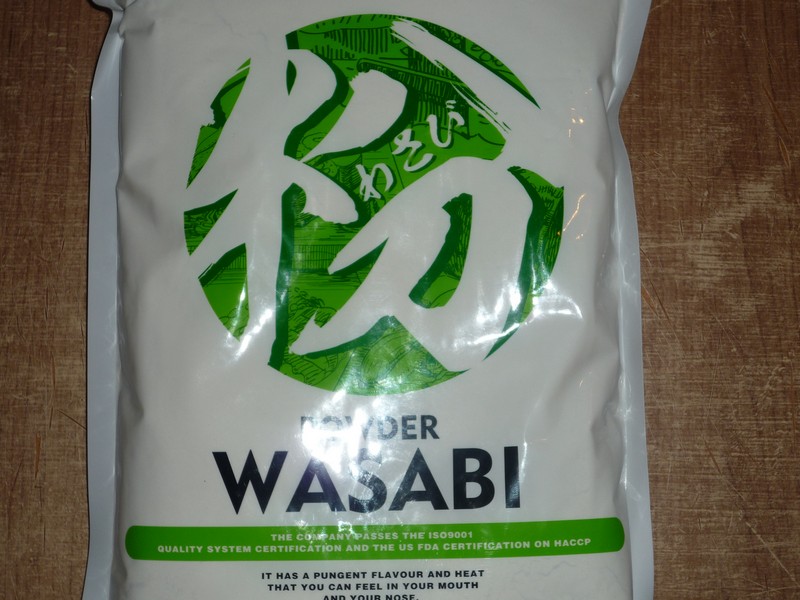 粉
わさび
POWDER
WASABI
THE COMPANY PASSES THE ISO9001
QUALITY SYSTEM CERTIFICATION AND THE US FDA CERTIFICATION ON HACCP
IT HAS A PUNGENT FLAVOUR AND HEAT
THAT YOU CAN FEEL IN YOUR MOUTH
AND YOUR NOSE.